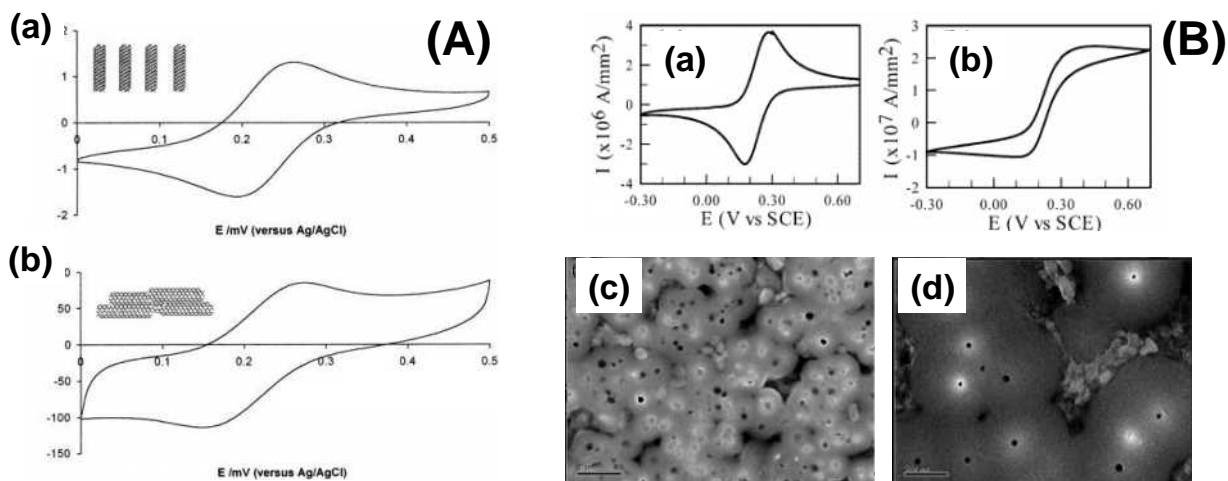 (a)
(A)
2
1
0
-1
-2
0
0.1
0.2
0.3
0.4
0.5
E /mV (versus Ag/AgCl)
(b)
50
0
-50
-100
-150
0
0.1
0.2
0.3
0.4
0.5
E /mV (versus Ag/AgCl)
(B)
(a)
I (x10⁶ A/mm²)
4
2
0
-2
-4
-0.30
0.00
0.30
0.60
E (V vs SCE)
(b)
I (x10⁷ A/mm²)
3
2
1
0
-1
-2
-0.30
0.00
0.30
0.60
E (V vs SCE)
(c)
(d)